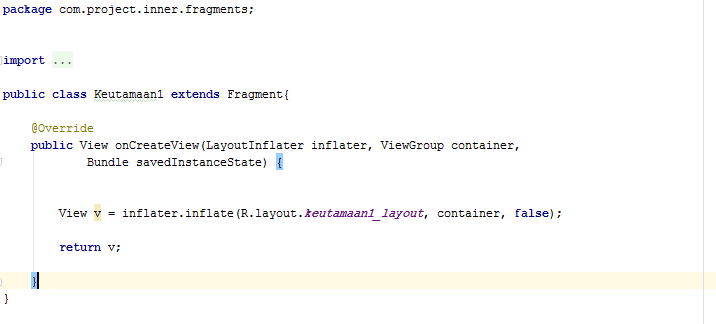 package com.project.inner.fragments;
import ...
public class Keutamaan1 extends Fragment{
@Override
public View onCreateView(LayoutInflater inflater, ViewGroup container,
Bundle savedInstanceState) {
View v = inflater.inflate(R.layout.keutamaan1_layout, container, false);
return v;
}
}